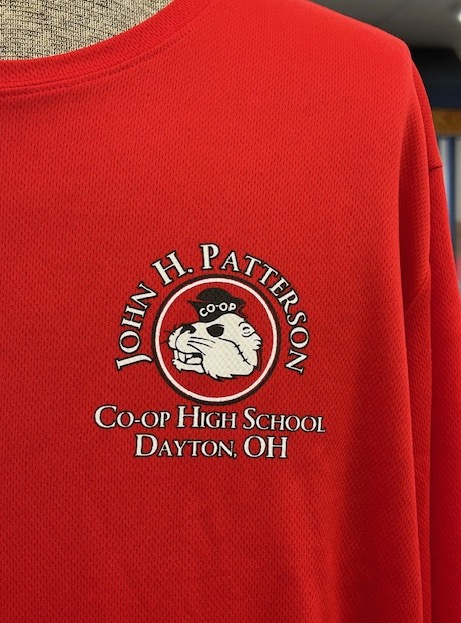 JOHN H. PATTERSON
CO-OP
CO-OP HIGH SCHOOL
DAYTON, OH